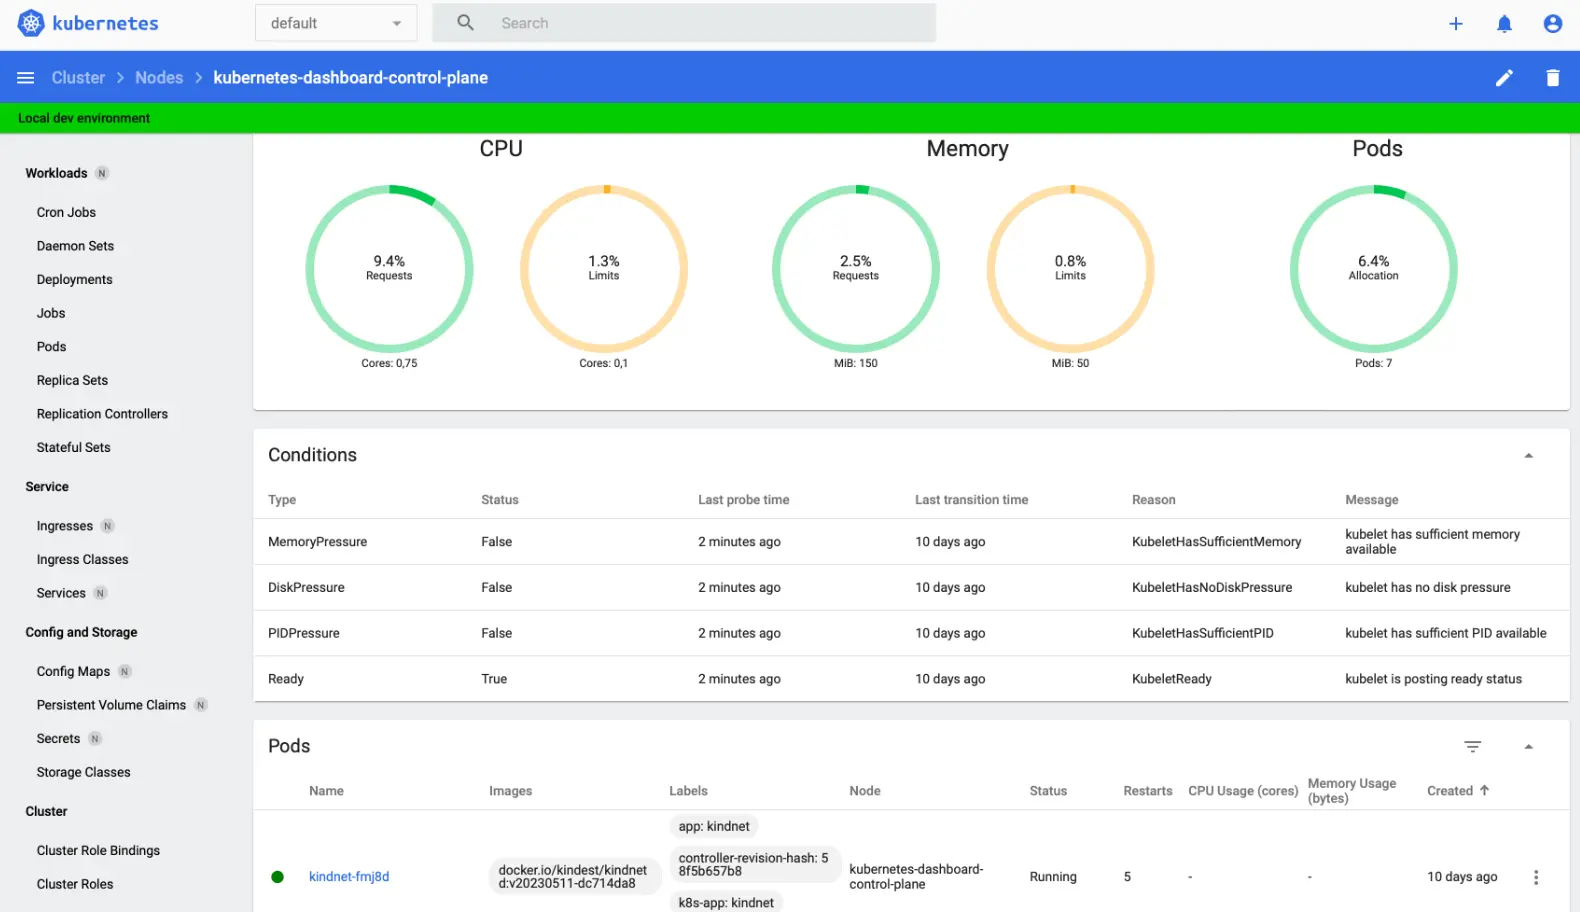 kubernetes
default
Search
Cluster > Nodes > kubernetes-dashboard-control-plane
Local dev environment
Workloads N
Cron Jobs
Daemon Sets
Deployments
Jobs
Pods
Replica Sets
Replication Controllers
Stateful Sets
Service
Ingresses N
Ingress Classes
Services N
Config and Storage
Config Maps N
Persistent Volume Claims N
Secrets N
Storage Classes
Cluster
Cluster Role Bindings
Cluster Roles
CPU
9.4%
Requests
Cores: 0,75
1.3%
Limits
Cores: 0,1
Memory
2.5%
Requests
MiB: 150
0.8%
Limits
MiB: 50
Pods
6.4%
Allocation
Pods: 7
Conditions
Type Status Last probe time Last transition time Reason Message
MemoryPressure False 2 minutes ago 10 days ago KubeletHasSufficientMemory kubelet has sufficient memory
available
DiskPressure False 2 minutes ago 10 days ago KubeletHasNoDiskPressure kubelet has no disk pressure
PIDPressure False 2 minutes ago 10 days ago KubeletHasSufficientPID kubelet has sufficient PID available
Ready True 2 minutes ago 10 days ago KubeletReady kubelet is posting ready status
Pods
Name Images Labels Node Status Restarts CPU Usage (cores) Memory Usage
(bytes) Created
kindnet-fmj8d
docker.io/kindest/kindnet
d:v20230511-dc714da8
app: kindnet
controller-revision-hash: 5
8f5b657b8
k8s-app: kindnet
kubernetes-dashboard-
control-plane
Running 5 - - 10 days ago